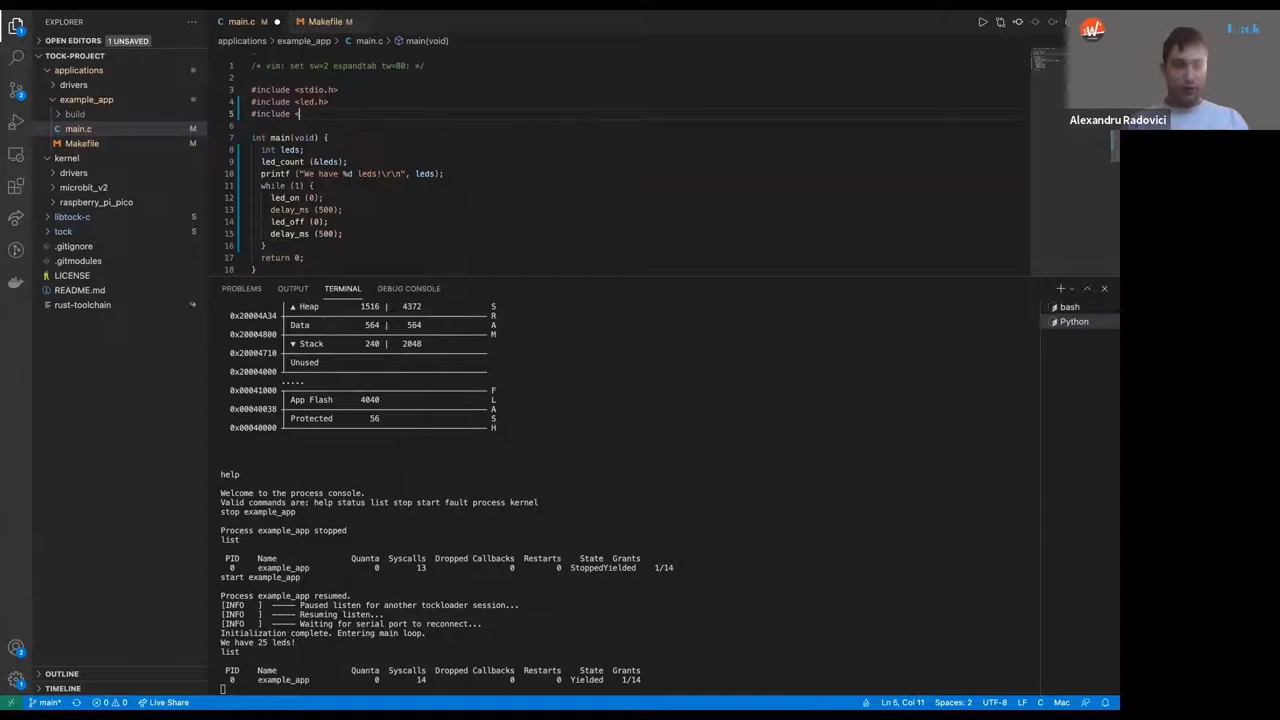 EXPLORER
OPEN EDITORS 1 UNSAVED
TOCK-PROJECT
applications
drivers
example_app
build
C main.c M
Makefile M
kernel
drivers
microbit_v2
raspberry_pi_pico
libtock-c S
tock S
.gitignore
.gitmodules
LICENSE
README.md
rust-toolchain
OUTLINE
TIMELINE
C main.c M
Makefile M
applications > example_app > C main.c > main(void)
1 /* vim: set sw=2 expandtab tw=80: */
2
3 #include <stdio.h>
4 #include <led.h>
5 #include <
6
7 int main(void) {
8 int leds;
9 led_count (&leds);
10 printf ("We have %d leds!\r\n", leds);
11 while (1) {
12 led_on (0);
13 delay_ms (500);
14 led_off (0);
15 delay_ms (500);
16 }
17 return 0;
18 }
PROBLEMS OUTPUT TERMINAL DEBUG CONSOLE
bash
Python
▲ Heap 1516 | 4372 S
0x20004A34 R
Data 564 | 564 A
0x20004800 M
▼ Stack 240 | 2048
0x20004710
Unused
0x20004000
.....
0x00041000 F
App Flash 4040 L
0x00040038 A
Protected 56 S
0x00040000 H
help
Welcome to the process console.
Valid commands are: help status list stop start fault process kernel
stop example_app
Process example_app stopped
list
PID Name Quanta Syscalls Dropped Callbacks Restarts State Grants
0 example_app 0 13 0 0 StoppedYielded 1/14
start example_app
Process example_app resumed.
[INFO ] ───── Paused listen for another tockloader session...
[INFO ] ───── Resuming listen...
[INFO ] ───── Waiting for serial port to reconnect...
Initialization complete. Entering main loop.
We have 25 leds!
list
PID Name Quanta Syscalls Dropped Callbacks Restarts State Grants
0 example_app 0 14 0 0 Yielded 1/14
Alexandru Radovici
main* 0 0 Live Share
Ln 5, Col 11 Spaces: 2 UTF-8 LF C Mac